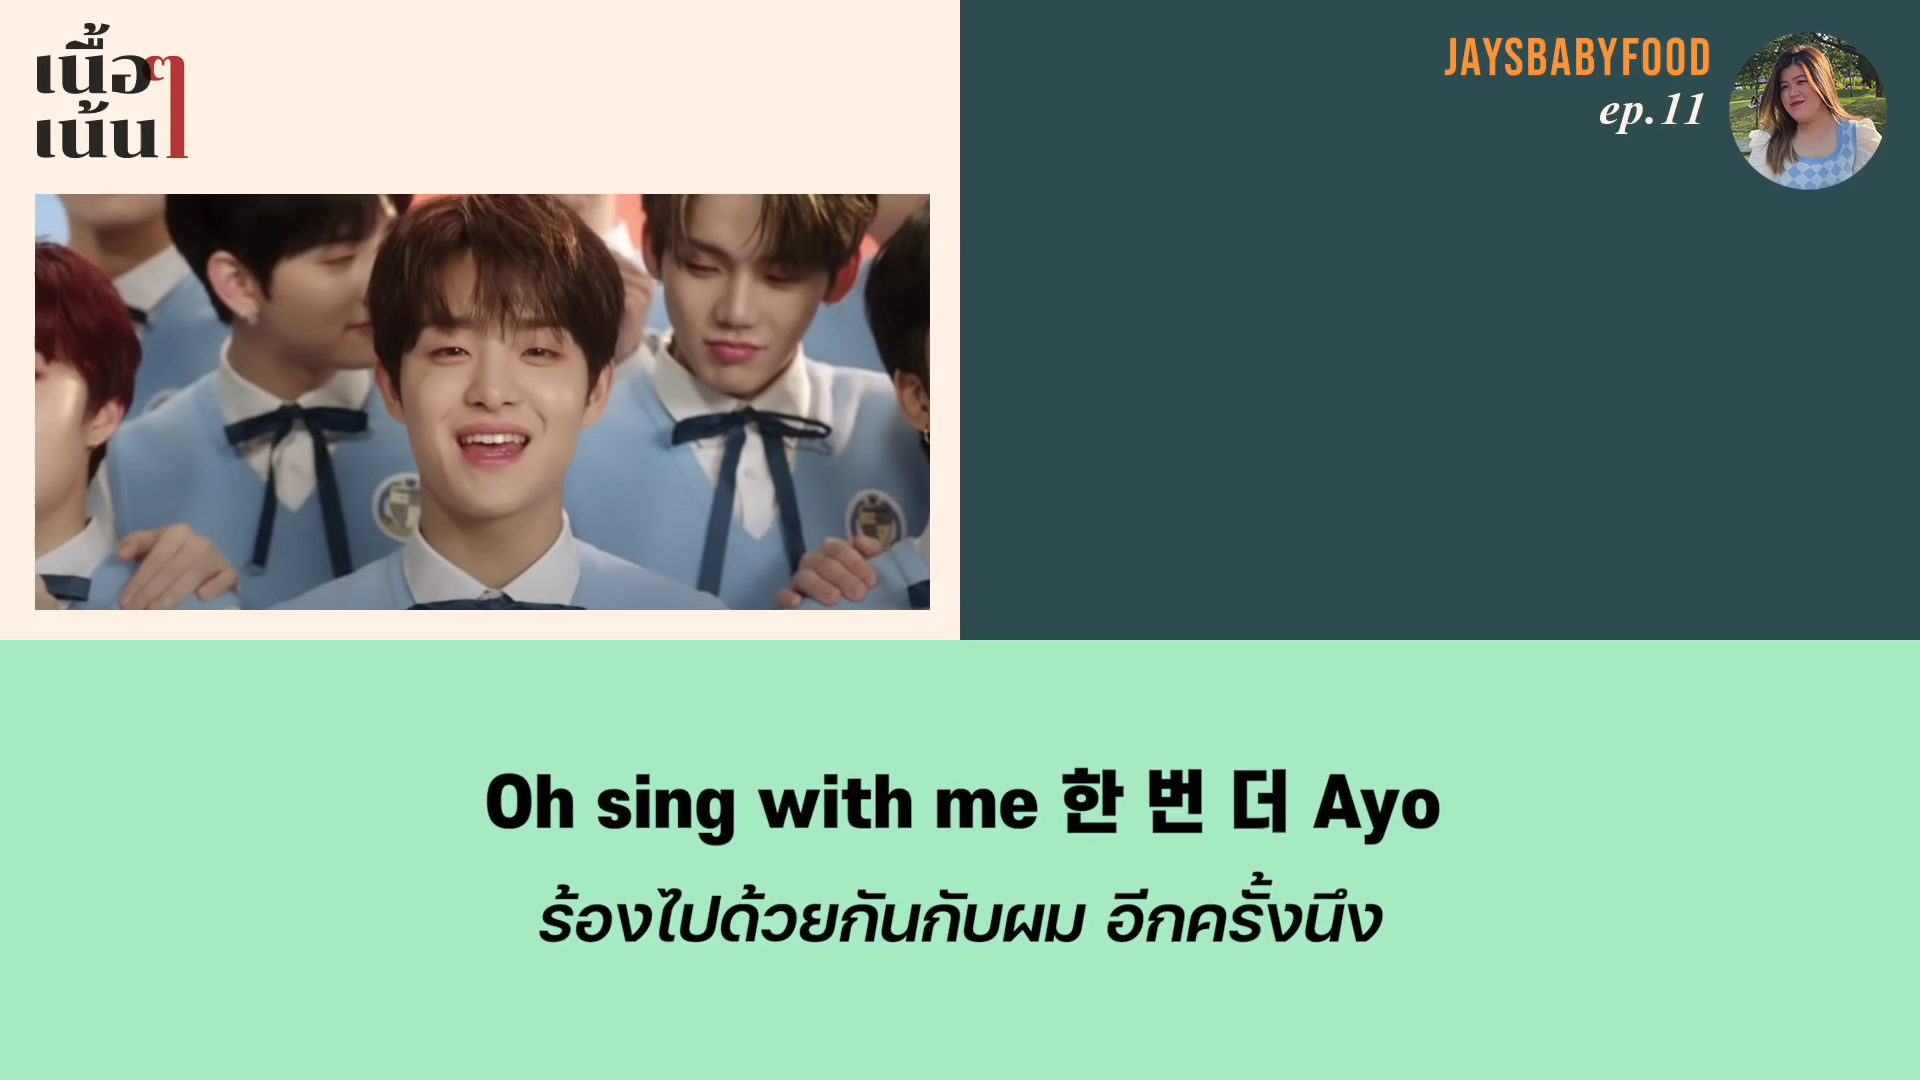 เนื้อๆ
เน้นๆ
JAYSBABYFOOD
ep.11
Oh sing with me 한 번 더 Ayo
ร้องไปด้วยกันกับผม อีกครั้งนึง